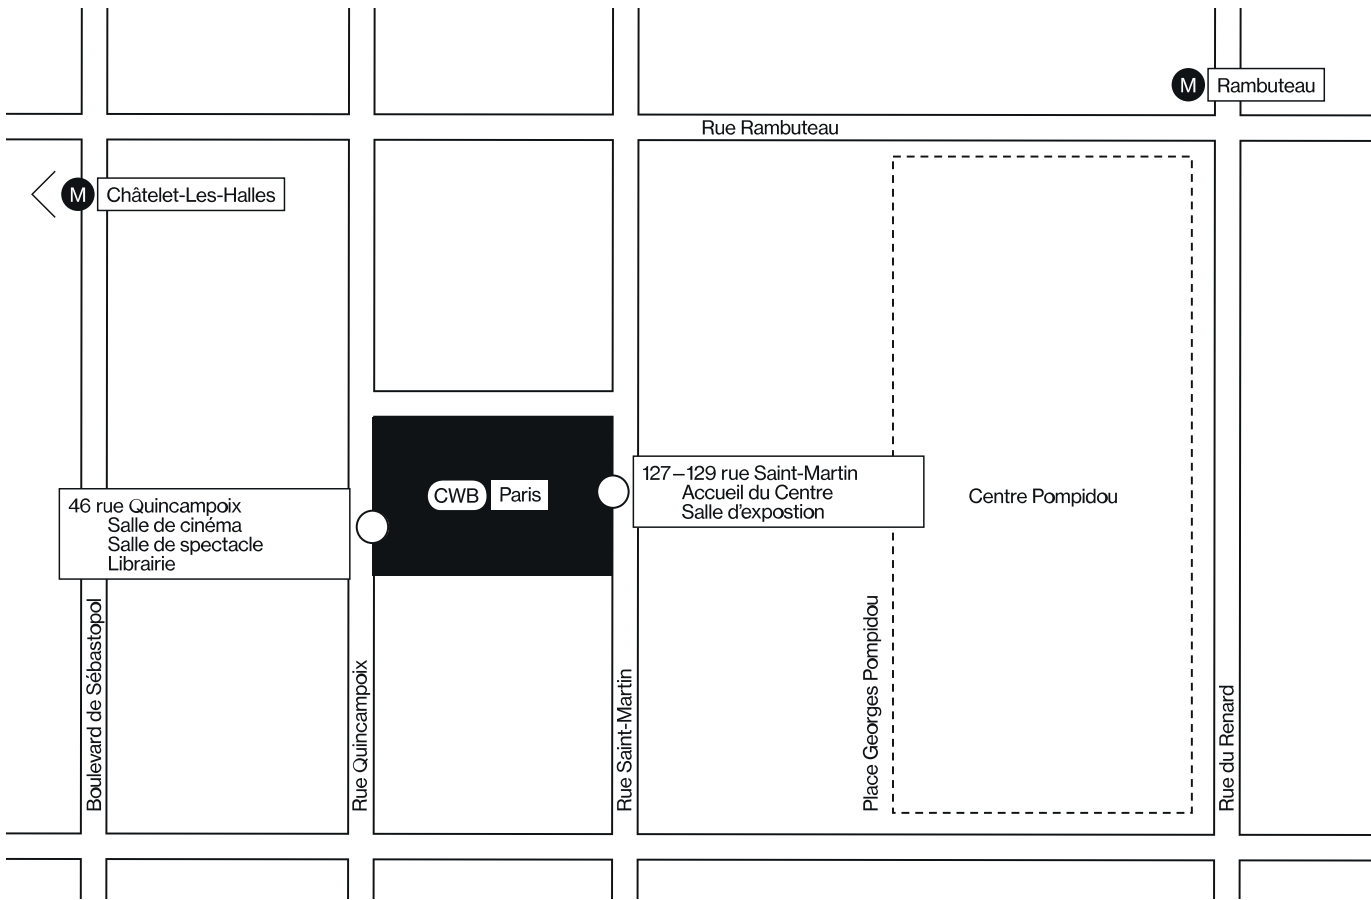 M Rambuteau
Rue Rambuteau
M Châtelet-Les-Halles
127–129 rue Saint-Martin
Accueil du Centre
Salle d'expostion
CWB Paris
Centre Pompidou
46 rue Quincampoix
Salle de cinéma
Salle de spectacle
Librairie
Boulevard de Sébastopol
Rue Quincampoix
Rue Saint-Martin
Place Georges Pompidou
Rue du Renard